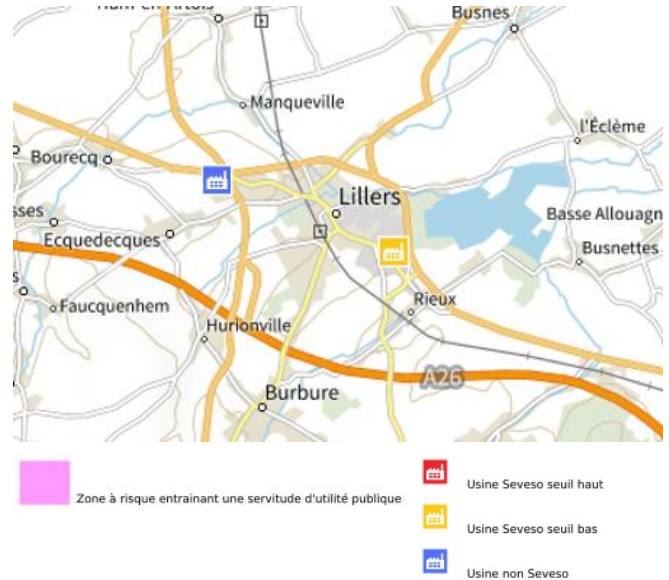 Busnes
Manqueville
l'Éclème
Bourecq
Lillers
Basse Allouagn
Ecquedecques
Busnettes
Faucquenhem
Rieux
Hurionville
A26
Burbure
Usine Seveso seuil haut
Zone à risque entrainant une servitude d'utilité publique
Usine Seveso seuil bas
Usine non Seveso